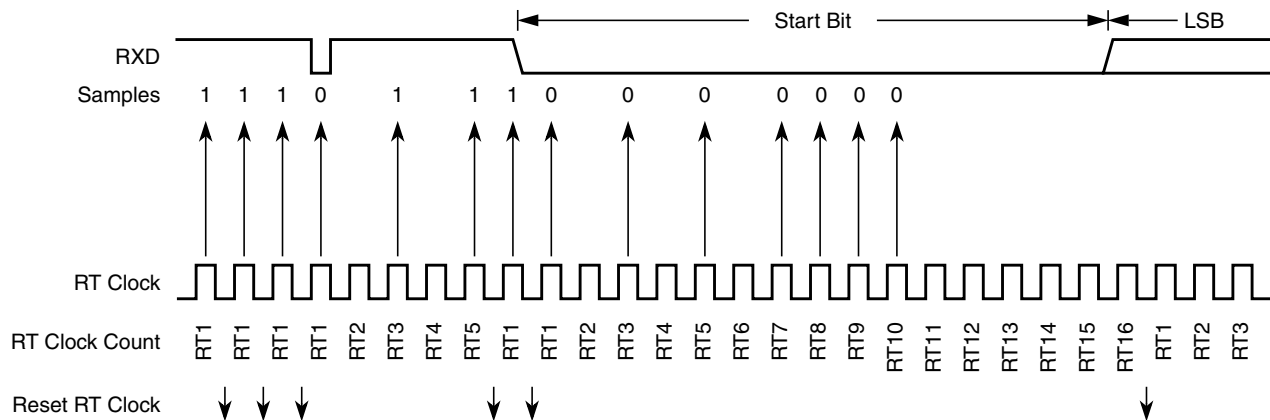 Start Bit LSB
RXD
Samples 1 1 1 0 1 1 1 0 0 0 0 0 0 0
RT Clock
RT Clock Count RT1 RT1 RT1 RT1 RT2 RT3 RT4 RT5 RT1 RT1 RT2 RT3 RT4 RT5 RT6 RT7 RT8 RT9 RT10 RT11 RT12 RT13 RT14 RT15 RT16 RT1 RT2 RT3
Reset RT Clock